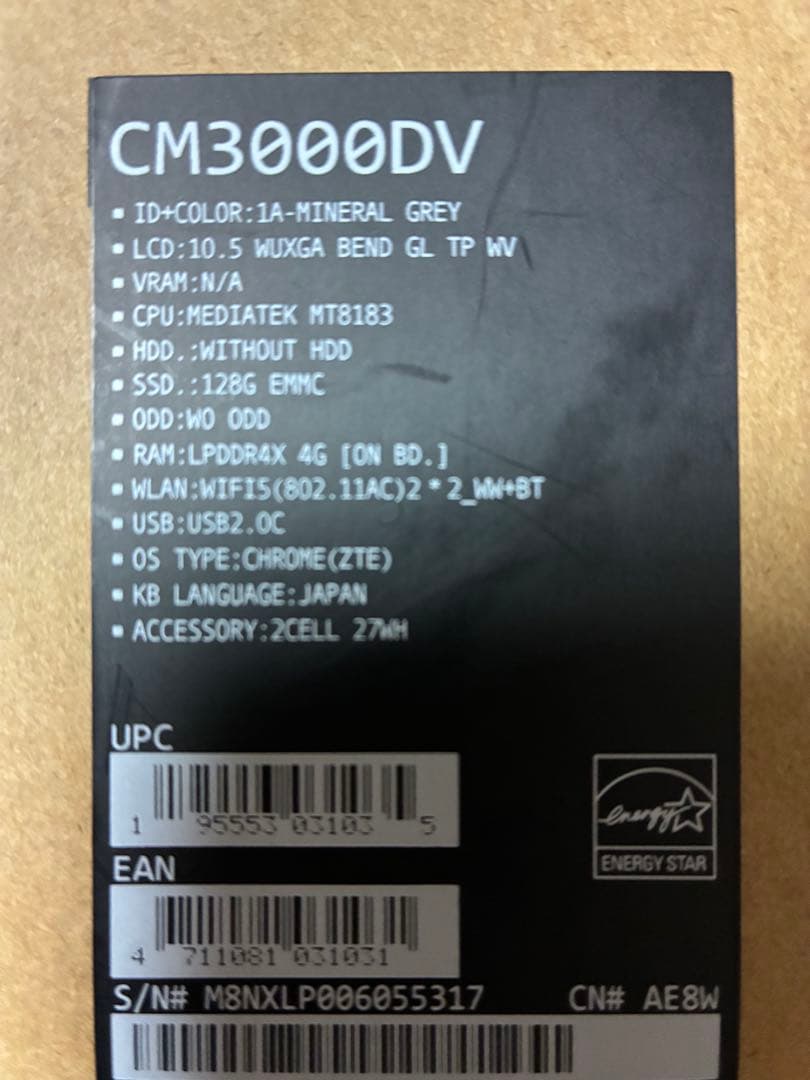 CM3000DV
▪ ID+COLOR:1A-MINERAL GREY
▪ LCD:10.5 WUXGA BEND GL TP WV
▪ VRAM:N/A
▪ CPU:MEDIATEK MT8183
▪ HDD.:WITHOUT HDD
▪ SSD.:128G EMMC
▪ ODD:WO ODD
▪ RAM:LPDDR4X 4G [ON BD.]
▪ WLAN:WIFI5(802.11AC)2*2_WW+BT
▪ USB:USB2.0C
▪ OS TYPE:CHROME(ZTE)
▪ KB LANGUAGE:JAPAN
▪ ACCESSORY:2CELL 27WH
UPC
1 95553 03103 5
energy
ENERGY STAR
EAN
4 711081 031031
S/N# M8NXLP006055317 CN# AE8W